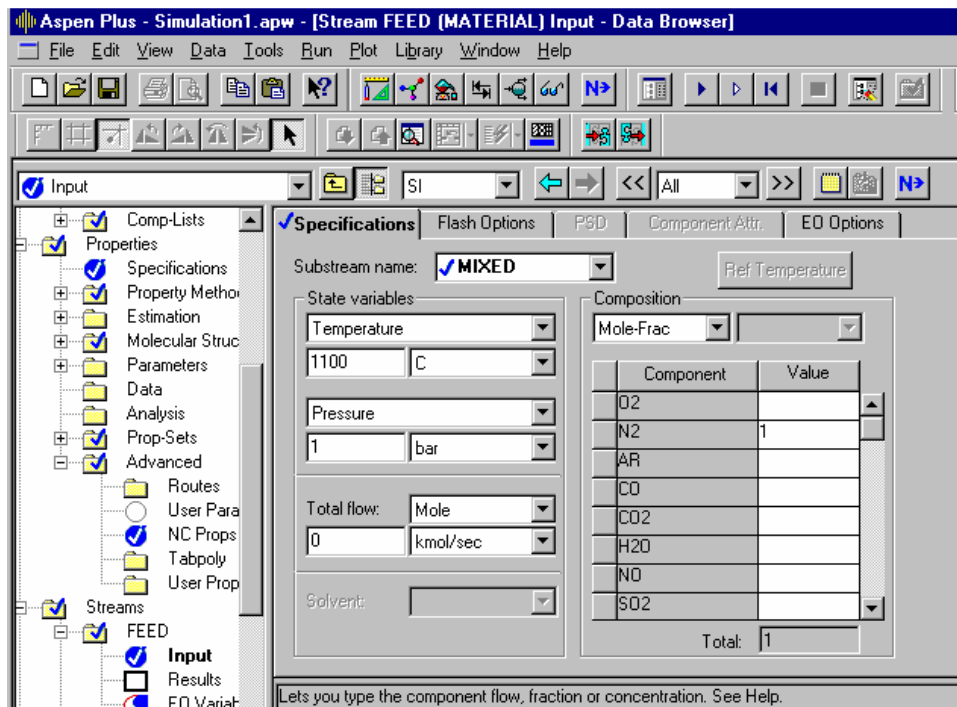 Aspen Plus - Simulation1.apw - [Stream FEED (MATERIAL) Input - Data Browser]
File Edit View Data Tools Run Plot Library Window Help
N
Input SI << All >> N
Comp-Lists
Properties
Specifications
Property Metho
Estimation
Molecular Struc
Parameters
Data
Analysis
Prop-Sets
Advanced
Routes
User Para
NC Props
Tabpoly
User Prop
Streams
FEED
Input
Results
EO Variab
Specifications Flash Options PSD Component Attr. EO Options
Substream name: MIXED Ref Temperature
State variables
Temperature
1100 C
Pressure
1 bar
Total flow: Mole
0 kmol/sec
Solvent:
Composition
Mole-Frac
Component Value
O2
N2 1
AR
CO
CO2
H2O
NO
SO2
Total: 1
Lets you type the component flow, fraction or concentration. See Help.